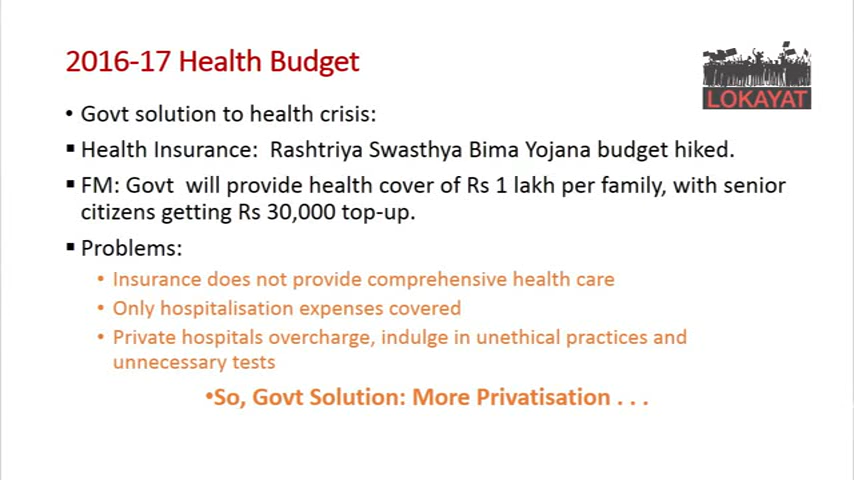 2016-17 Health Budget
LOKAYAT
• Govt solution to health crisis:
▪ Health Insurance: Rashtriya Swasthya Bima Yojana budget hiked.
▪ FM: Govt will provide health cover of Rs 1 lakh per family, with senior
citizens getting Rs 30,000 top-up.
▪ Problems:
• Insurance does not provide comprehensive health care
• Only hospitalisation expenses covered
• Private hospitals overcharge, indulge in unethical practices and
unnecessary tests
•So, Govt Solution: More Privatisation . . .